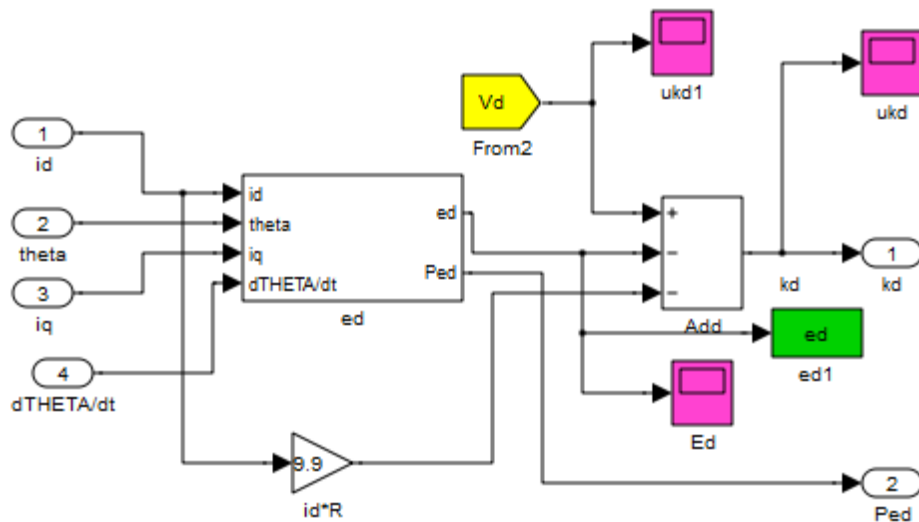 ukd1
ukd
Vd
From2
1
id
2
theta
3
iq
4
dTHETA/dt
id
theta
iq
dTHETA/dt
ed
Ped
ed
+
−
−
Add
kd
1
kd
ed
ed1
Ed
9.9
id*R
2
Ped